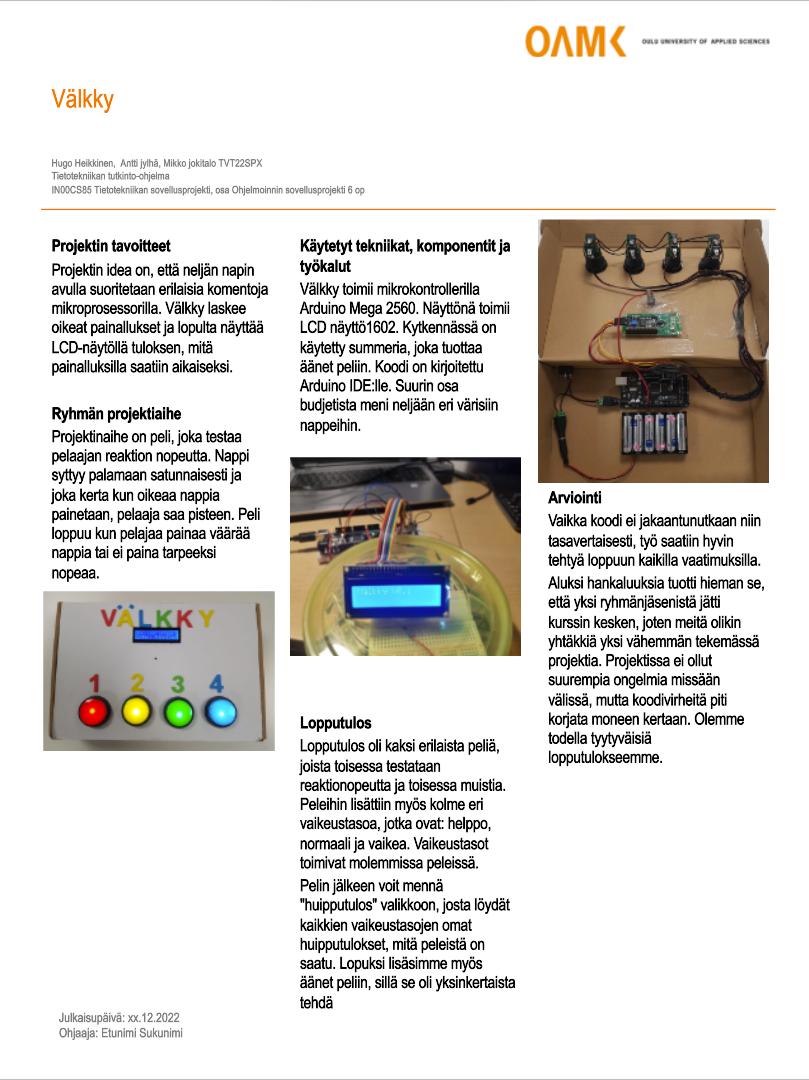 OAMK OULU UNIVERSITY OF APPLIED SCIENCES
Välkky
Hugo Heikkinen, Antti jylhä, Mikko jokitalo TVT22SPX
Tietotekniikan tutkinto-ohjelma
IN00CS85 Tietotekniikan sovellusprojekti, osa Ohjelmoinnin sovellusprojekti 6 op
Projektin tavoitteet
Projektin idea on, että neljän napin
avulla suoritetaan erilaisia komentoja
mikroprosessorilla. Välkky laskee
oikeat painallukset ja lopulta näyttää
LCD-näytöllä tuloksen, mitä
painalluksilla saatiin aikaiseksi.
Ryhmän projektiaihe
Projektinaihe on peli, joka testaa
pelaajan reaktion nopeutta. Nappi
syttyy palamaan satunnaisesti ja
joka kerta kun oikeaa nappia
painetaan, pelaaja saa pisteen. Peli
loppuu kun pelajaa painaa väärää
nappia tai ei paina tarpeeksi
nopeaa.
VÄLKKY
1 2 3 4
Käytetyt tekniikat, komponentit ja
työkalut
Välkky toimii mikrokontrollerilla
Arduino Mega 2560. Näyttönä toimii
LCD näyttö1602. Kytkennässä on
käytetty summeria, joka tuottaa
äänet peliin. Koodi on kirjoitettu
Arduino IDE:lle. Suurin osa
budjetista meni neljään eri värisiin
nappeihin.
Lopputulos
Lopputulos oli kaksi erilaista peliä,
joista toisessa testataan
reaktionopeutta ja toisessa muistia.
Peleihin lisättiin myös kolme eri
vaikeustasoa, jotka ovat: helppo,
normaali ja vaikea. Vaikeustasot
toimivat molemmissa peleissä.
Pelin jälkeen voit mennä
"huipputulos" valikkoon, josta löydät
kaikkien vaikeustasojen omat
huipputulokset, mitä peleistä on
saatu. Lopuksi lisäsimme myös
äänet peliin, sillä se oli yksinkertaista
tehdä
Arviointi
Vaikka koodi ei jakaantunutkaan niin
tasavertaisesti, työ saatiin hyvin
tehtyä loppuun kaikilla vaatimuksilla.
Aluksi hankaluuksia tuotti hieman se,
että yksi ryhmänjäsenistä jätti
kurssin kesken, joten meitä olikin
yhtäkkiä yksi vähemmän tekemässä
projektia. Projektissa ei ollut
suurempia ongelmia missään
välissä, mutta koodivirheitä piti
korjata moneen kertaan. Olemme
todella tyytyväisiä
lopputulokseemme.
Julkaisupäivä: xx.12.2022
Ohjaaja: Etunimi Sukunimi